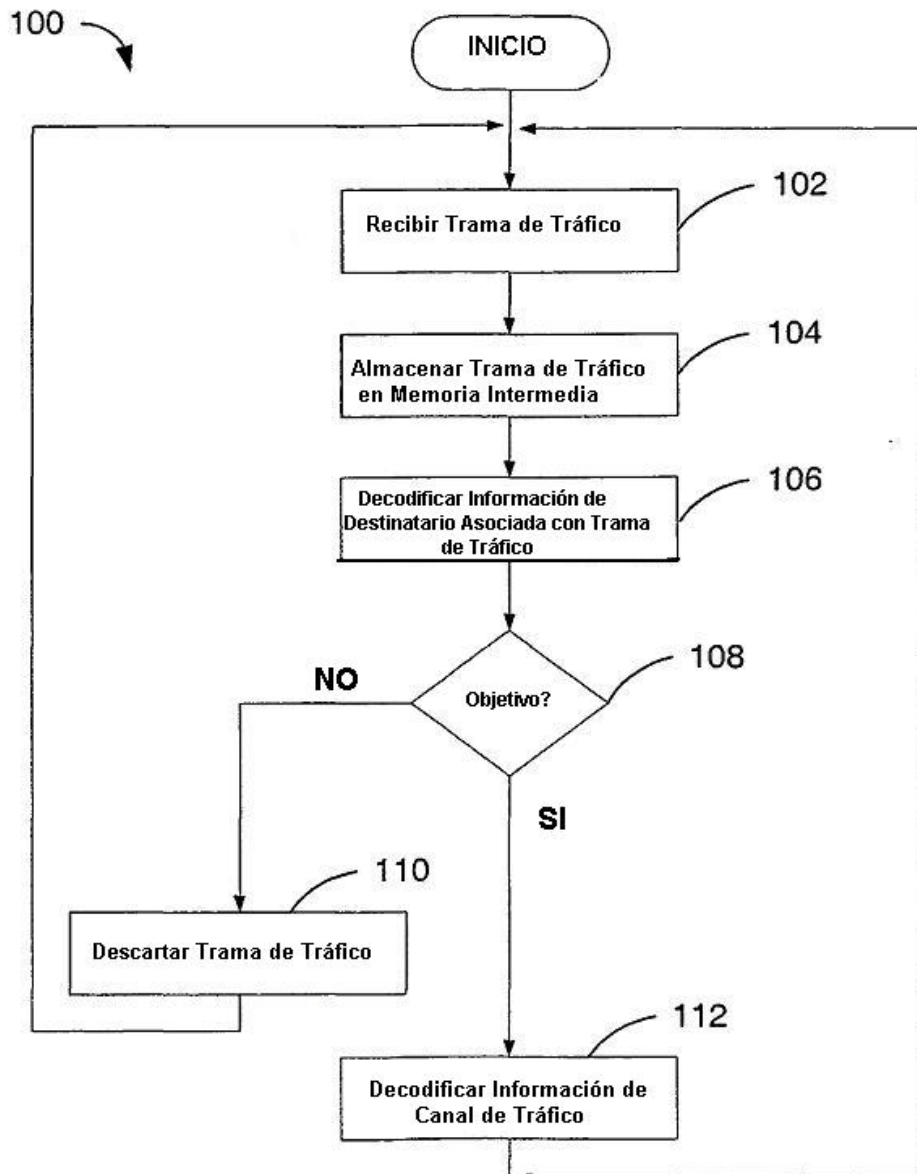 100
INICIO
102
Recibir Trama de Tráfico
104
Almacenar Trama de Tráfico
en Memoria Intermedia
106
Decodificar Información de
Destinatario Asociada con Trama
de Tráfico
108
NO
Objetivo?
SI
110
Descartar Trama de Tráfico
112
Decodificar Información de
Canal de Tráfico